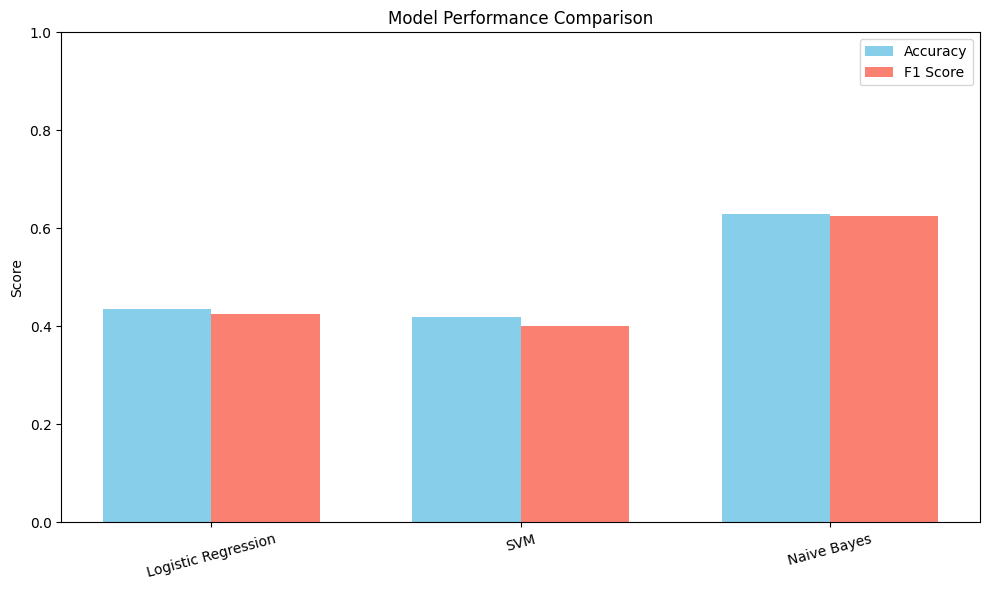 Model Performance Comparison
1.0
0.8
0.6
0.4
0.2
0.0
Score
Accuracy
F1 Score
Logistic Regression
SVM
Naive Bayes